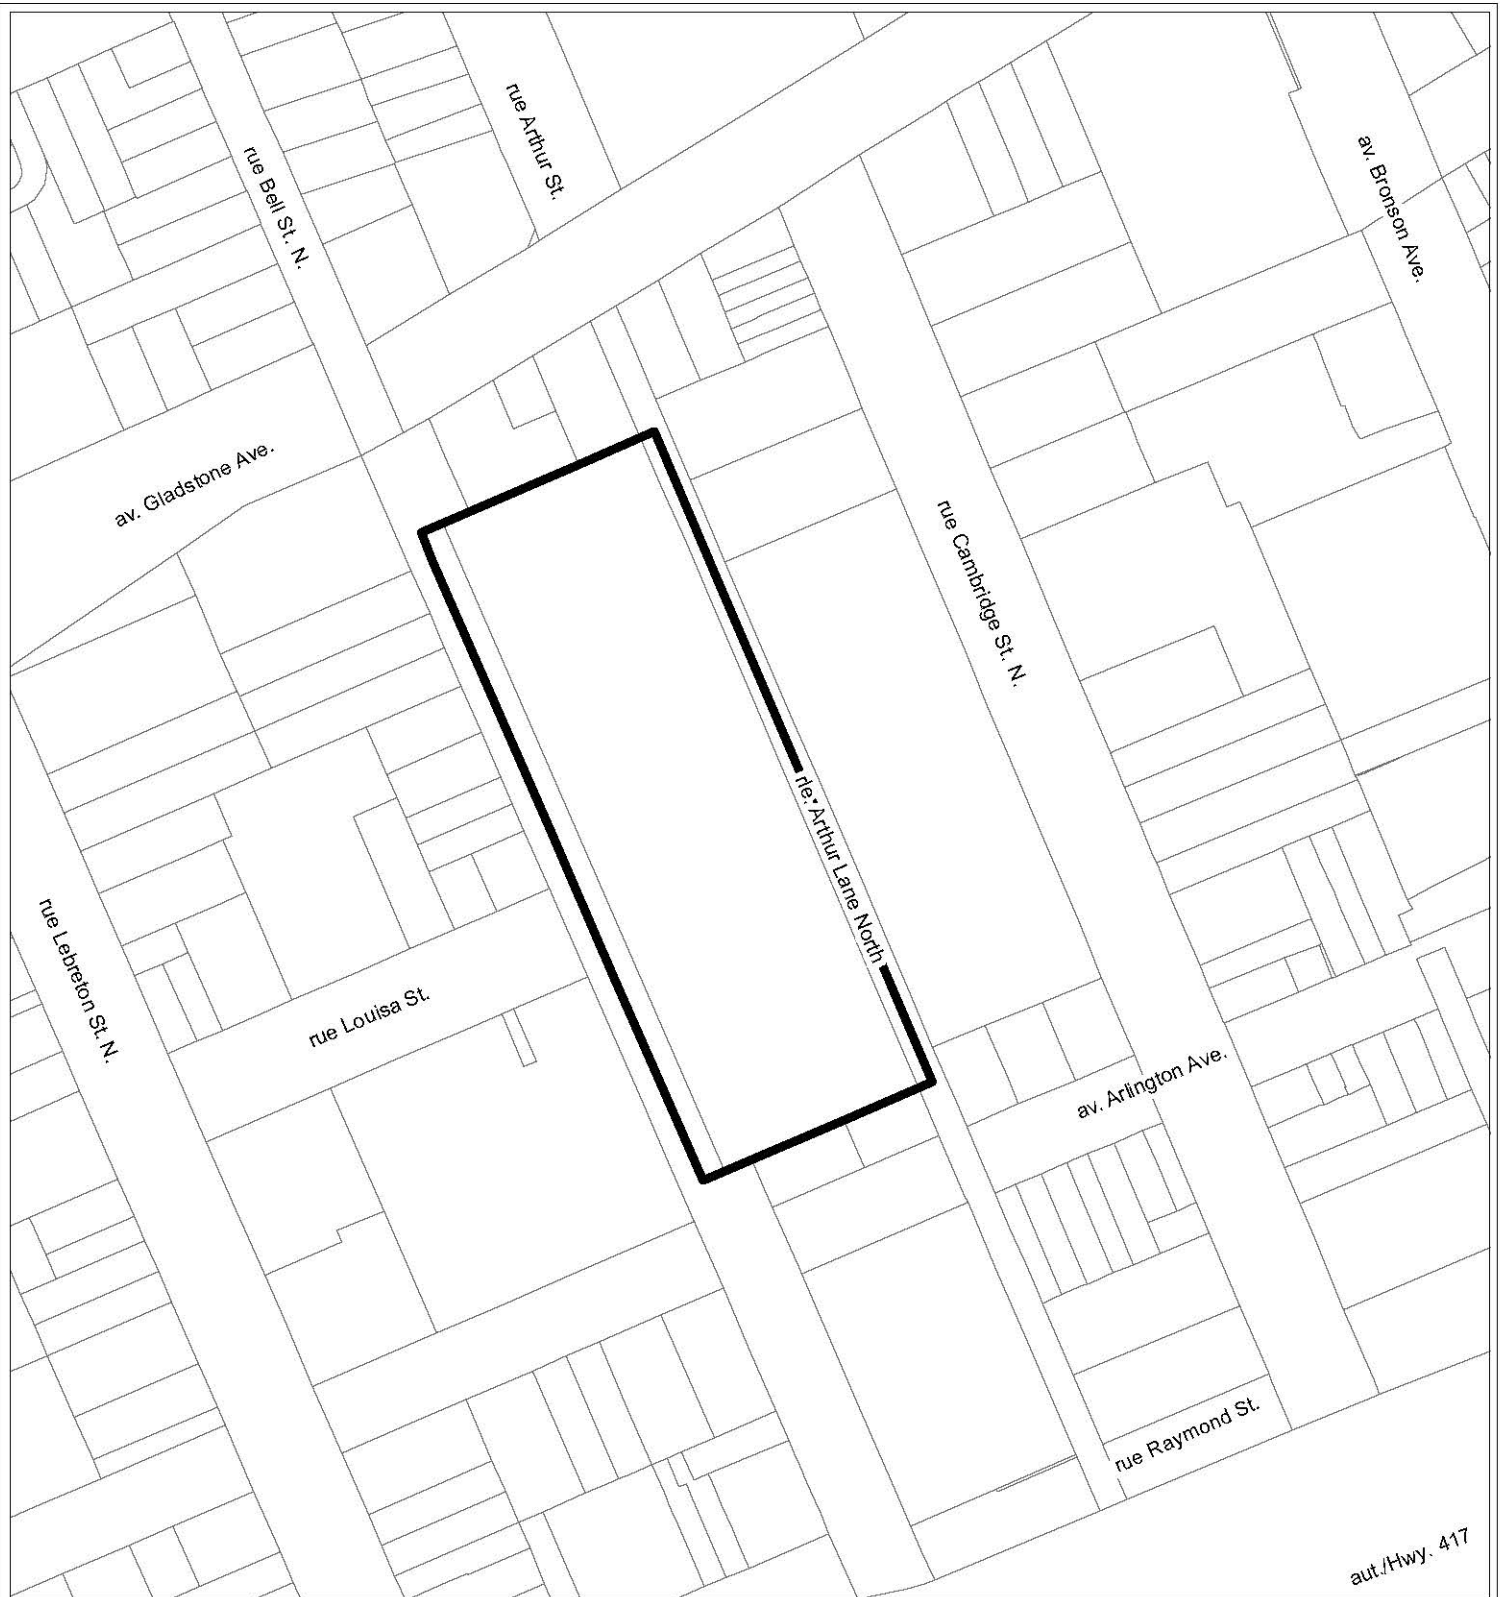 rue Arthur St.
rue Bell St. N.
av. Bronson Ave.
av. Gladstone Ave.
rue Cambridge St. N.
rle. Arthur Lane North
rue Lebreton St. N.
rue Louisa St.
av. Arlington Ave.
rue Raymond St.
aut./Hwy. 417